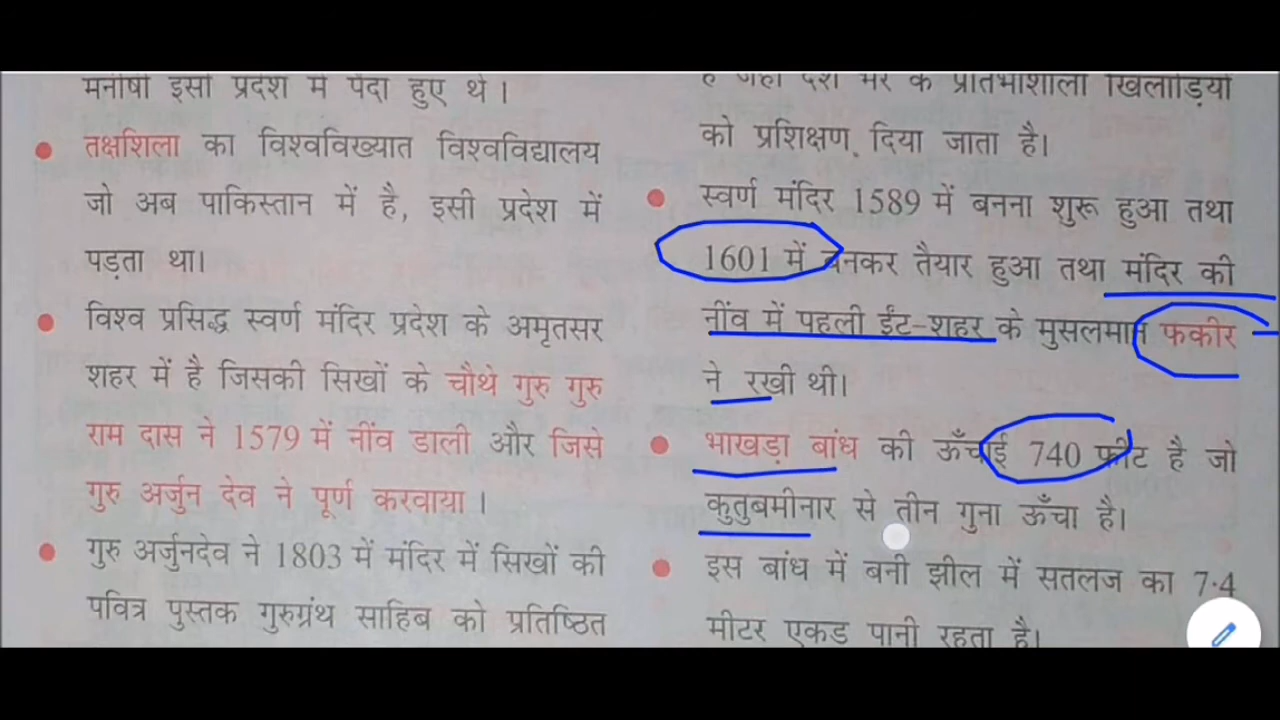 मनीषी इसी प्रदेश में पैदा हुए थे।
तक्षशिला का विश्वविख्यात विश्वविद्यालय
जो अब पाकिस्तान में है, इसी प्रदेश में
पड़ता था।
विश्व प्रसिद्ध स्वर्ण मंदिर प्रदेश के अमृतसर
शहर में है जिसकी सिखों के चौथे गुरु गुरु
राम दास ने 1579 में नींव डाली और जिसे
गुरु अर्जुन देव ने पूर्ण करवाया।
गुरु अर्जुनदेव ने 1803 में मंदिर में सिखों की
पवित्र पुस्तक गुरुग्रंथ साहिब को प्रतिष्ठित
है जहाँ देश भर के प्रतिभाशाली खिलाड़ियों
को प्रशिक्षण दिया जाता है।
स्वर्ण मंदिर 1589 में बनना शुरू हुआ तथा
1601 में बनकर तैयार हुआ तथा मंदिर की
नींव में पहली ईंट-शहर के मुसलमान फकीर
ने रखी थी।
भाखड़ा बांध की ऊँचाई 740 फीट है जो
कुतुबमीनार से तीन गुना ऊँचा है।
इस बांध में बनी झील में सतलज का 7·4
मीटर एकड पानी रहता है।